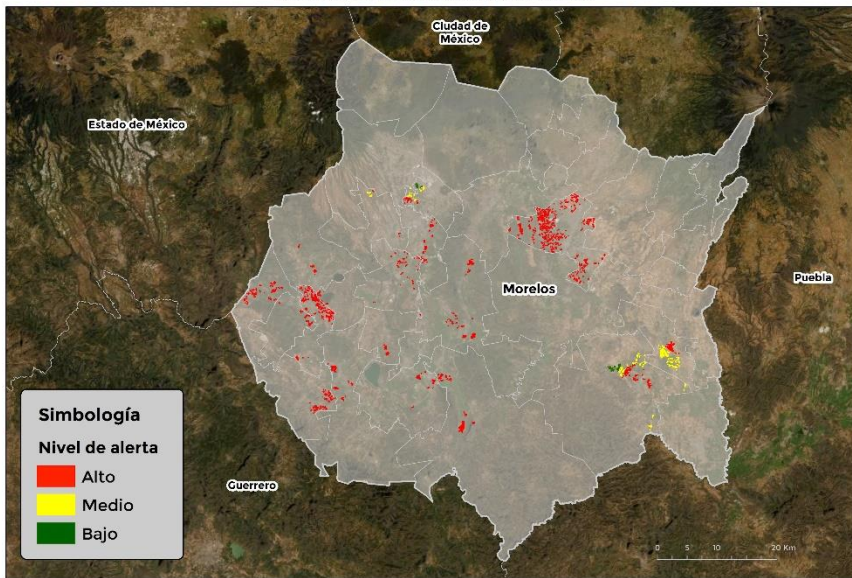 Ciudad de
México
Estado de México
Puebla
Morelos
Simbología
Nivel de alerta
Alto
Medio
Bajo
Guerrero
0 5 10 20 Km